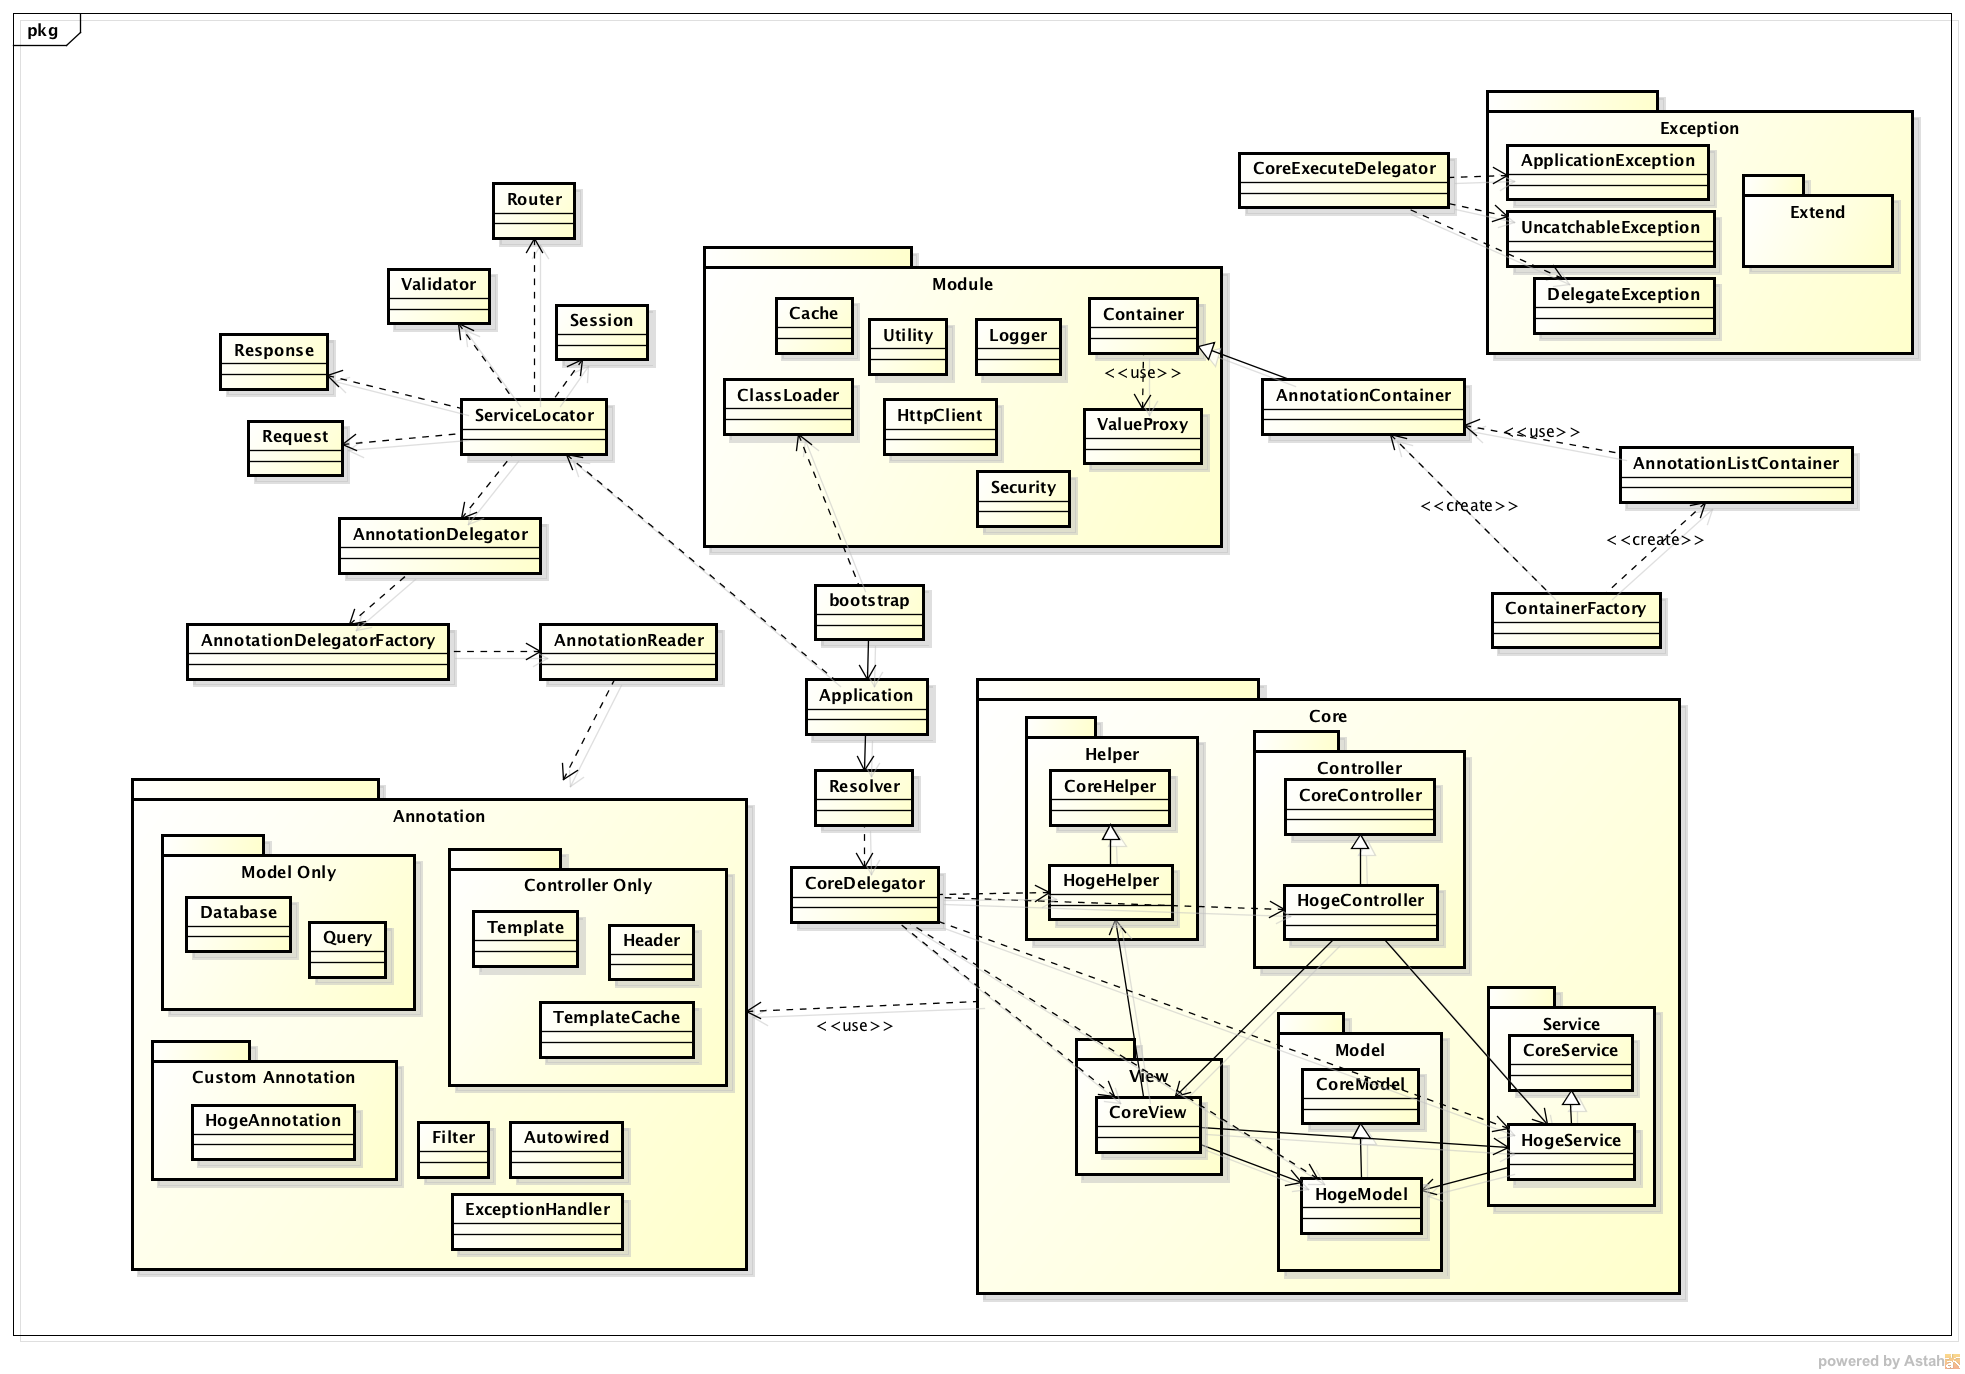 pkg
Exception
CoreExecuteDelegator
ApplicationException
Extend
UncatchableException
DelegateException
Router
Validator
Session
Response
ServiceLocator
Request
AnnotationDelegator
AnnotationDelegatorFactory
AnnotationReader
Module
Cache
Utility
Logger
Container
<<use>>
ClassLoader
HttpClient
ValueProxy
Security
AnnotationContainer
<<use>>
AnnotationListContainer
<<create>>
<<create>>
ContainerFactory
bootstrap
Application
Resolver
CoreDelegator
Core
Helper
CoreHelper
HogeHelper
Controller
CoreController
HogeController
View
CoreView
Model
CoreModel
HogeModel
Service
CoreService
HogeService
<<use>>
Annotation
Model Only
Database
Query
Controller Only
Template
Header
TemplateCache
Custom Annotation
HogeAnnotation
Filter
Autowired
ExceptionHandler
powered by Astah